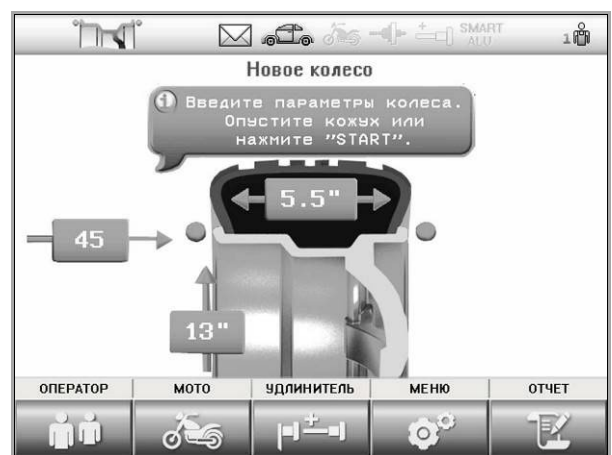 SMART
ALU
1
Новое колесо
Введите параметры колеса.
Опустите кожух или
нажмите "START".
5.5"
45
13"
ОПЕРАТОР МОТО УДЛИНИТЕЛЬ МЕНЮ ОТЧЕТ